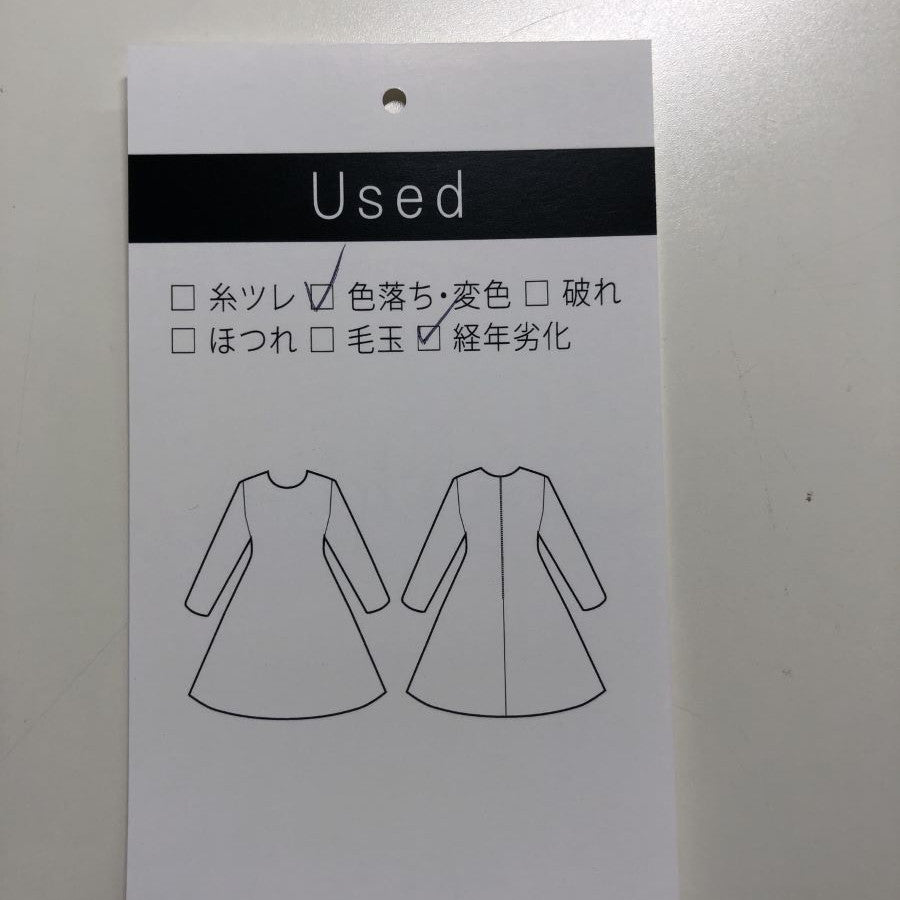 Used
□ 糸ツレ ☑ 色落ち・変色 □ 破れ
□ ほつれ □ 毛玉 ☑ 経年劣化